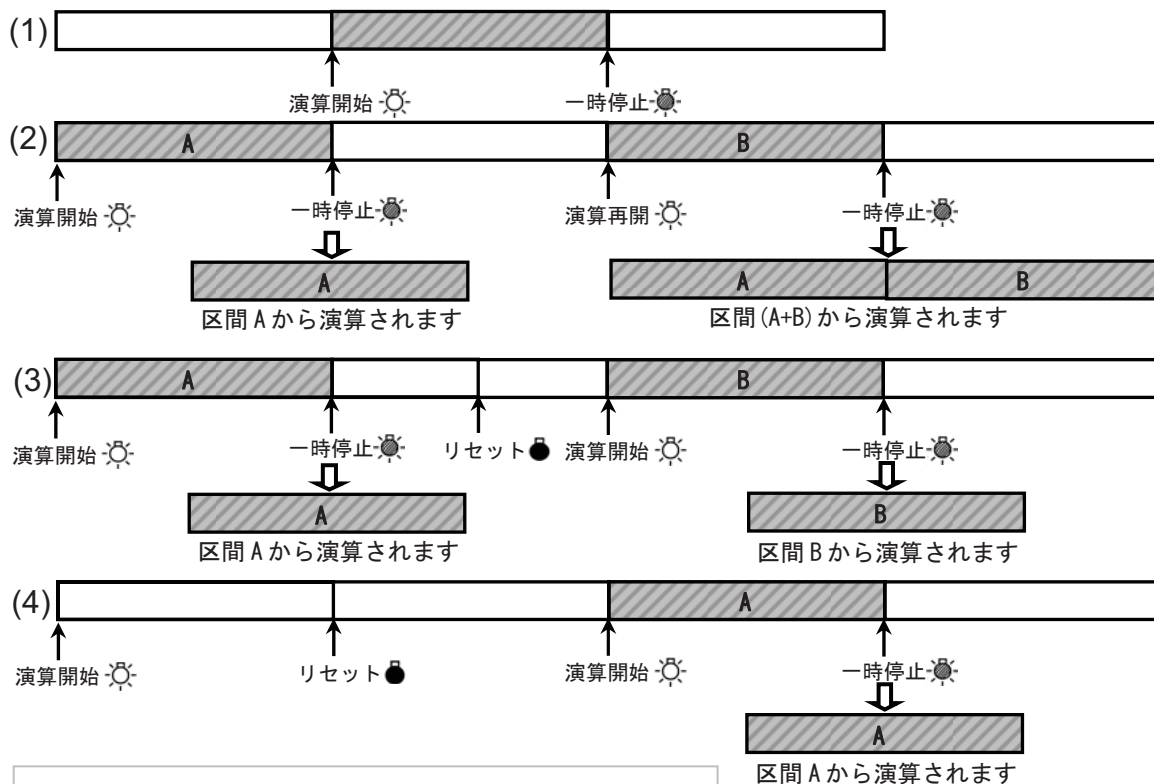 (1)
演算開始 一時停止
(2) A B
演算開始 一時停止 演算再開 一時停止
A A B
区間 A から演算されます 区間(A+B)から演算されます
(3) A B
演算開始 一時停止 リセット 演算開始 一時停止
A B
区間 A から演算されます 区間 B から演算されます
(4) A
演算開始 リセット 演算開始 一時停止
A
区間 A から演算されます